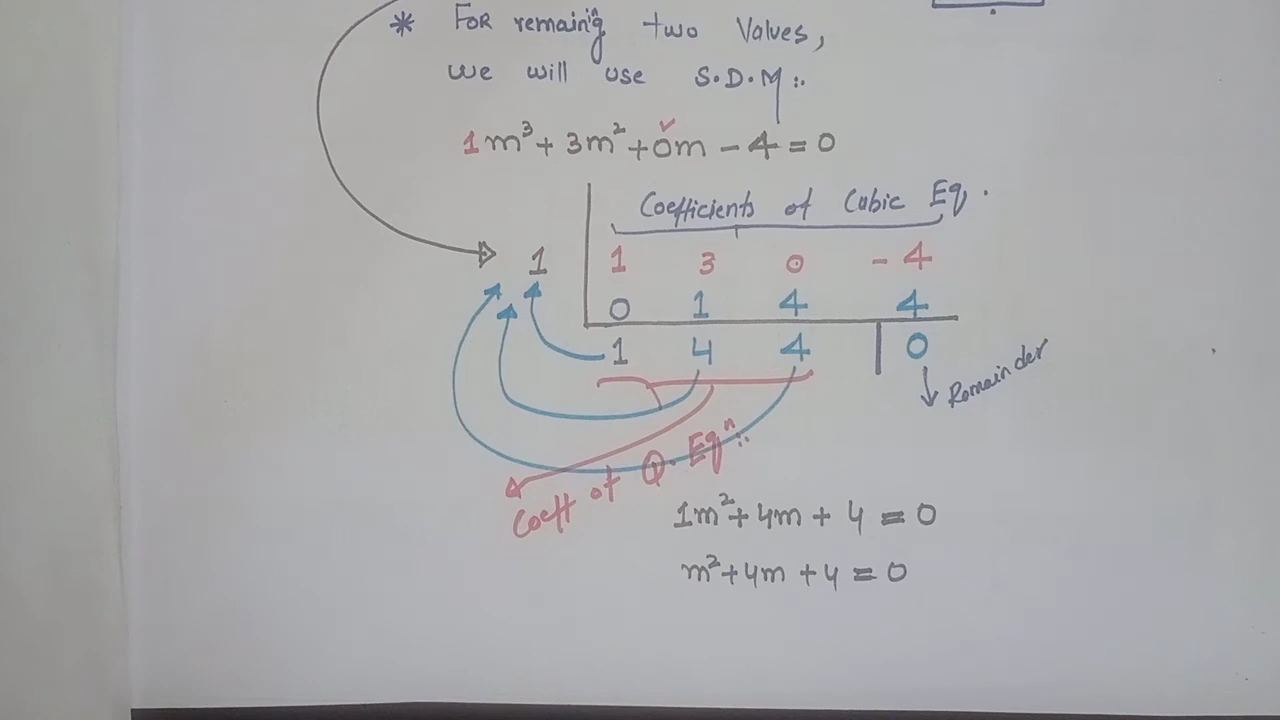 * For remaining two Values,
we will use S.D.M:.
1m³ + 3m² + 0m - 4 = 0
Coefficients of Cubic Eq.
1 1 3 0 - 4
0 1 4 4
1 4 4 0
Remainder
Coeff of Q. Eqⁿ:.
1m² + 4m + 4 = 0
m² + 4m + 4 = 0